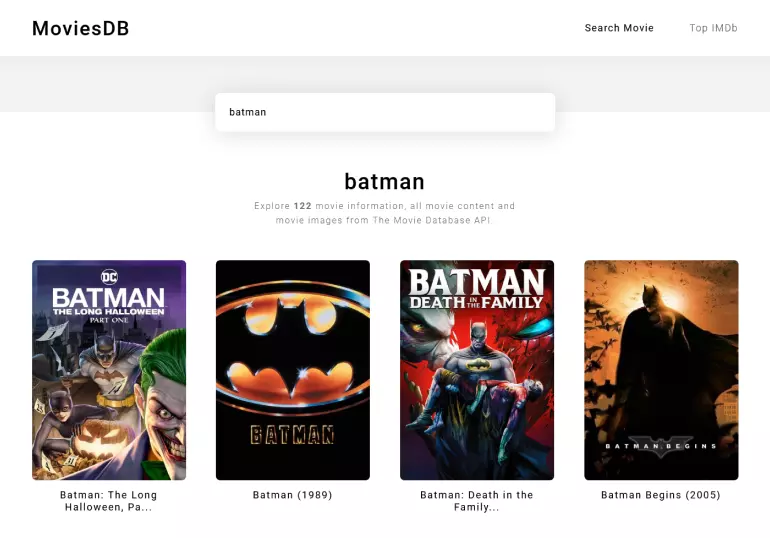 MoviesDB
Search Movie
Top IMDb
batman
batman
Explore 122 movie information, all movie content and
movie images from The Movie Database API
DC
BATMAN
THE LONG HALLOWEEN
PART ONE
BATMAN
BATMAN
DEATH IN THE FAMILY
BATMAN BEGINS
Batman: The Long
Halloween, Pa...
Batman (1989)
Batman: Death in the
Family...
Batman Begins (2005)